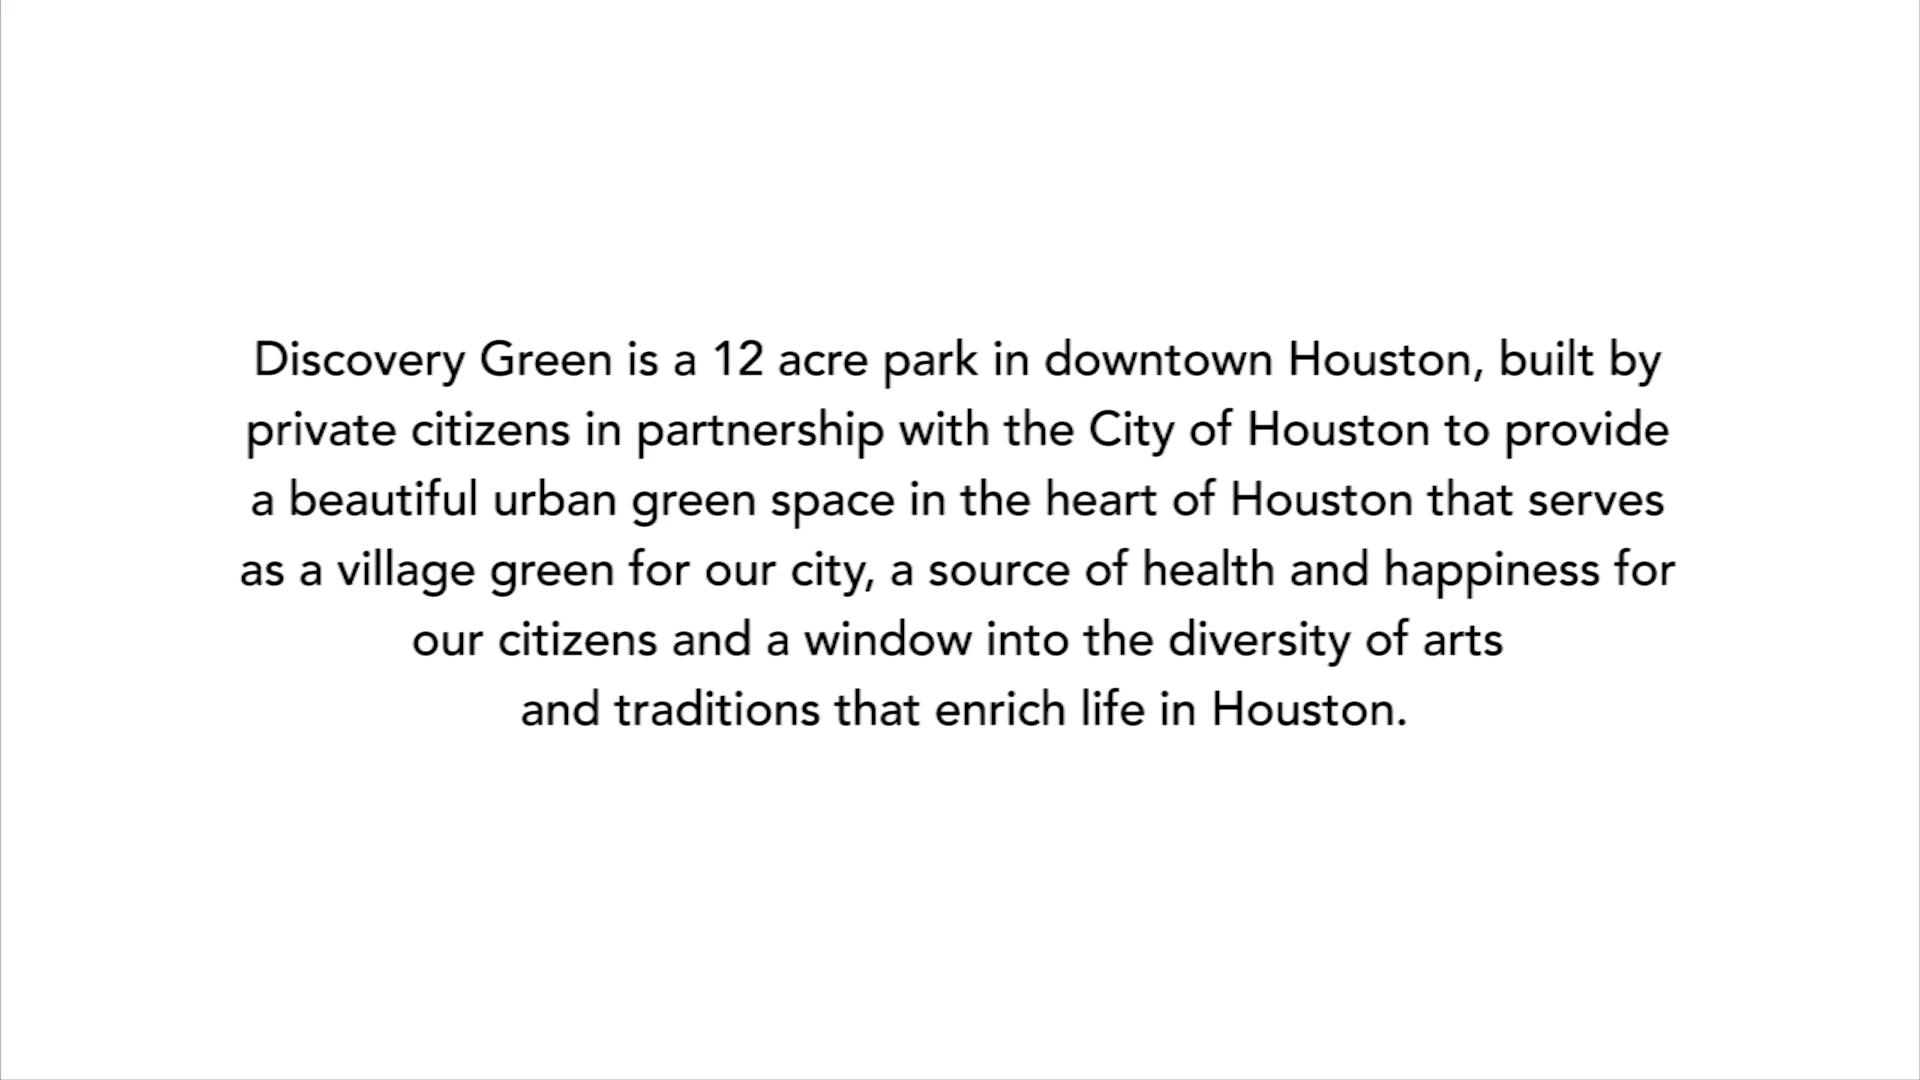 Discovery Green is a 12 acre park in downtown Houston, built by
private citizens in partnership with the City of Houston to provide
a beautiful urban green space in the heart of Houston that serves
as a village green for our city, a source of health and happiness for
our citizens and a window into the diversity of arts
and traditions that enrich life in Houston.